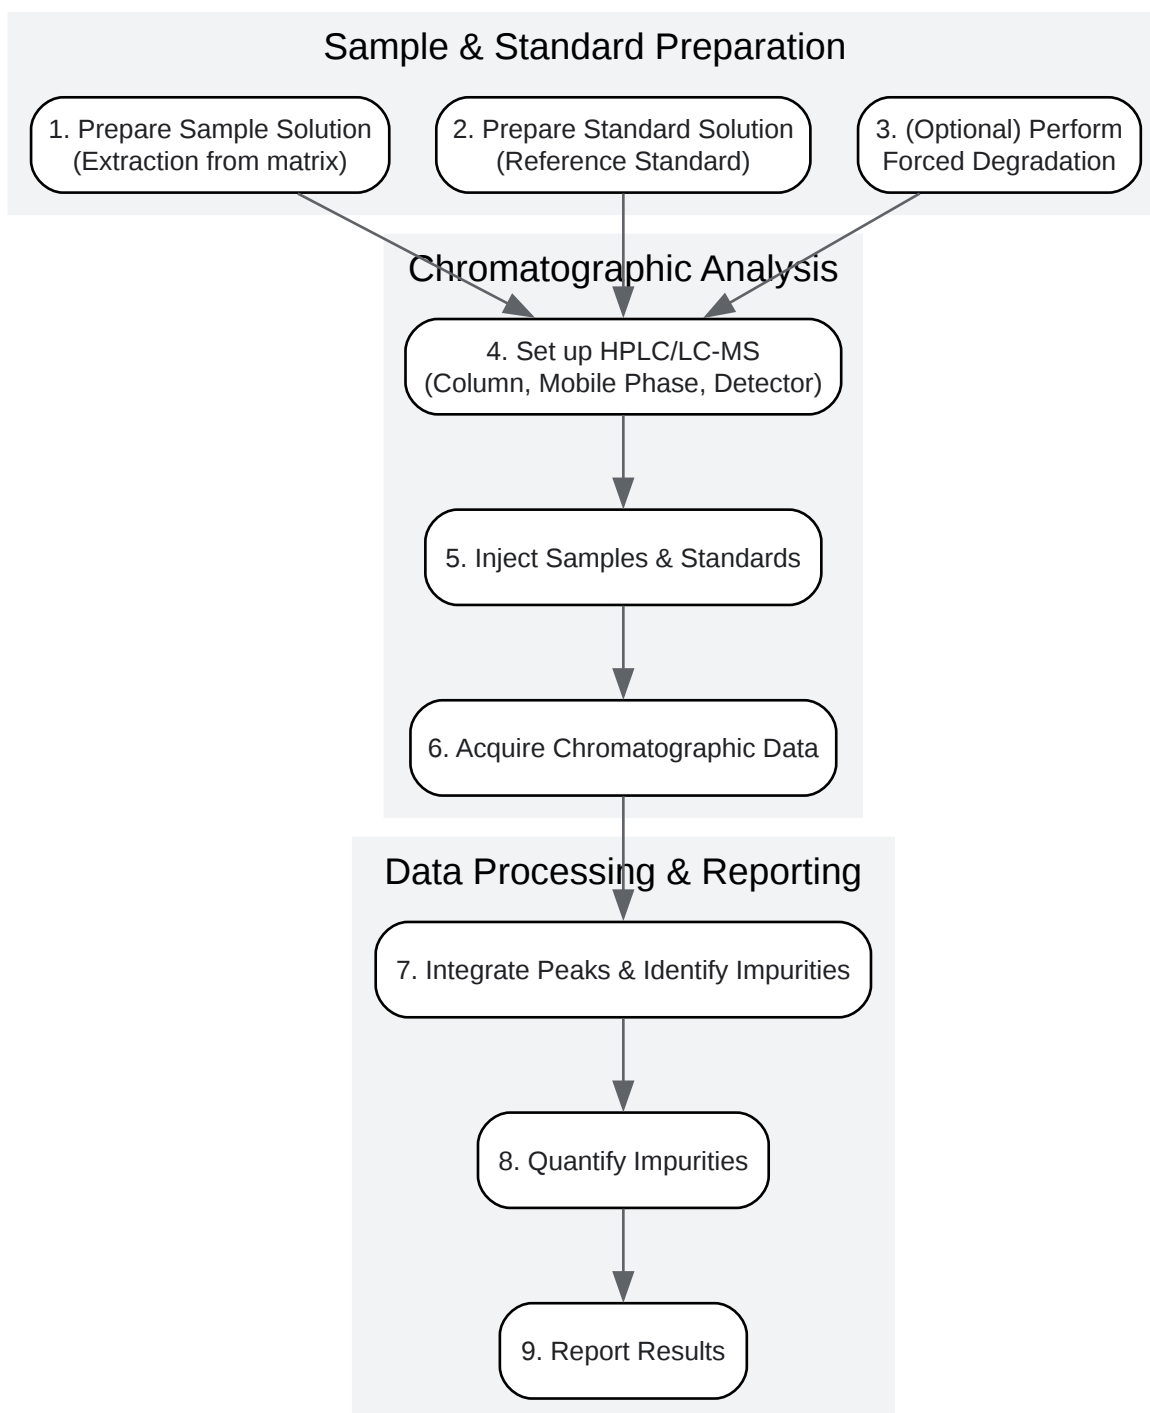 Sample & Standard Preparation
1. Prepare Sample Solution
(Extraction from matrix)
2. Prepare Standard Solution
(Reference Standard)
3. (Optional) Perform
Forced Degradation
Chromatographic Analysis
4. Set up HPLC/LC-MS
(Column, Mobile Phase, Detector)
5. Inject Samples & Standards
6. Acquire Chromatographic Data
Data Processing & Reporting
7. Integrate Peaks & Identify Impurities
8. Quantify Impurities
9. Report Results